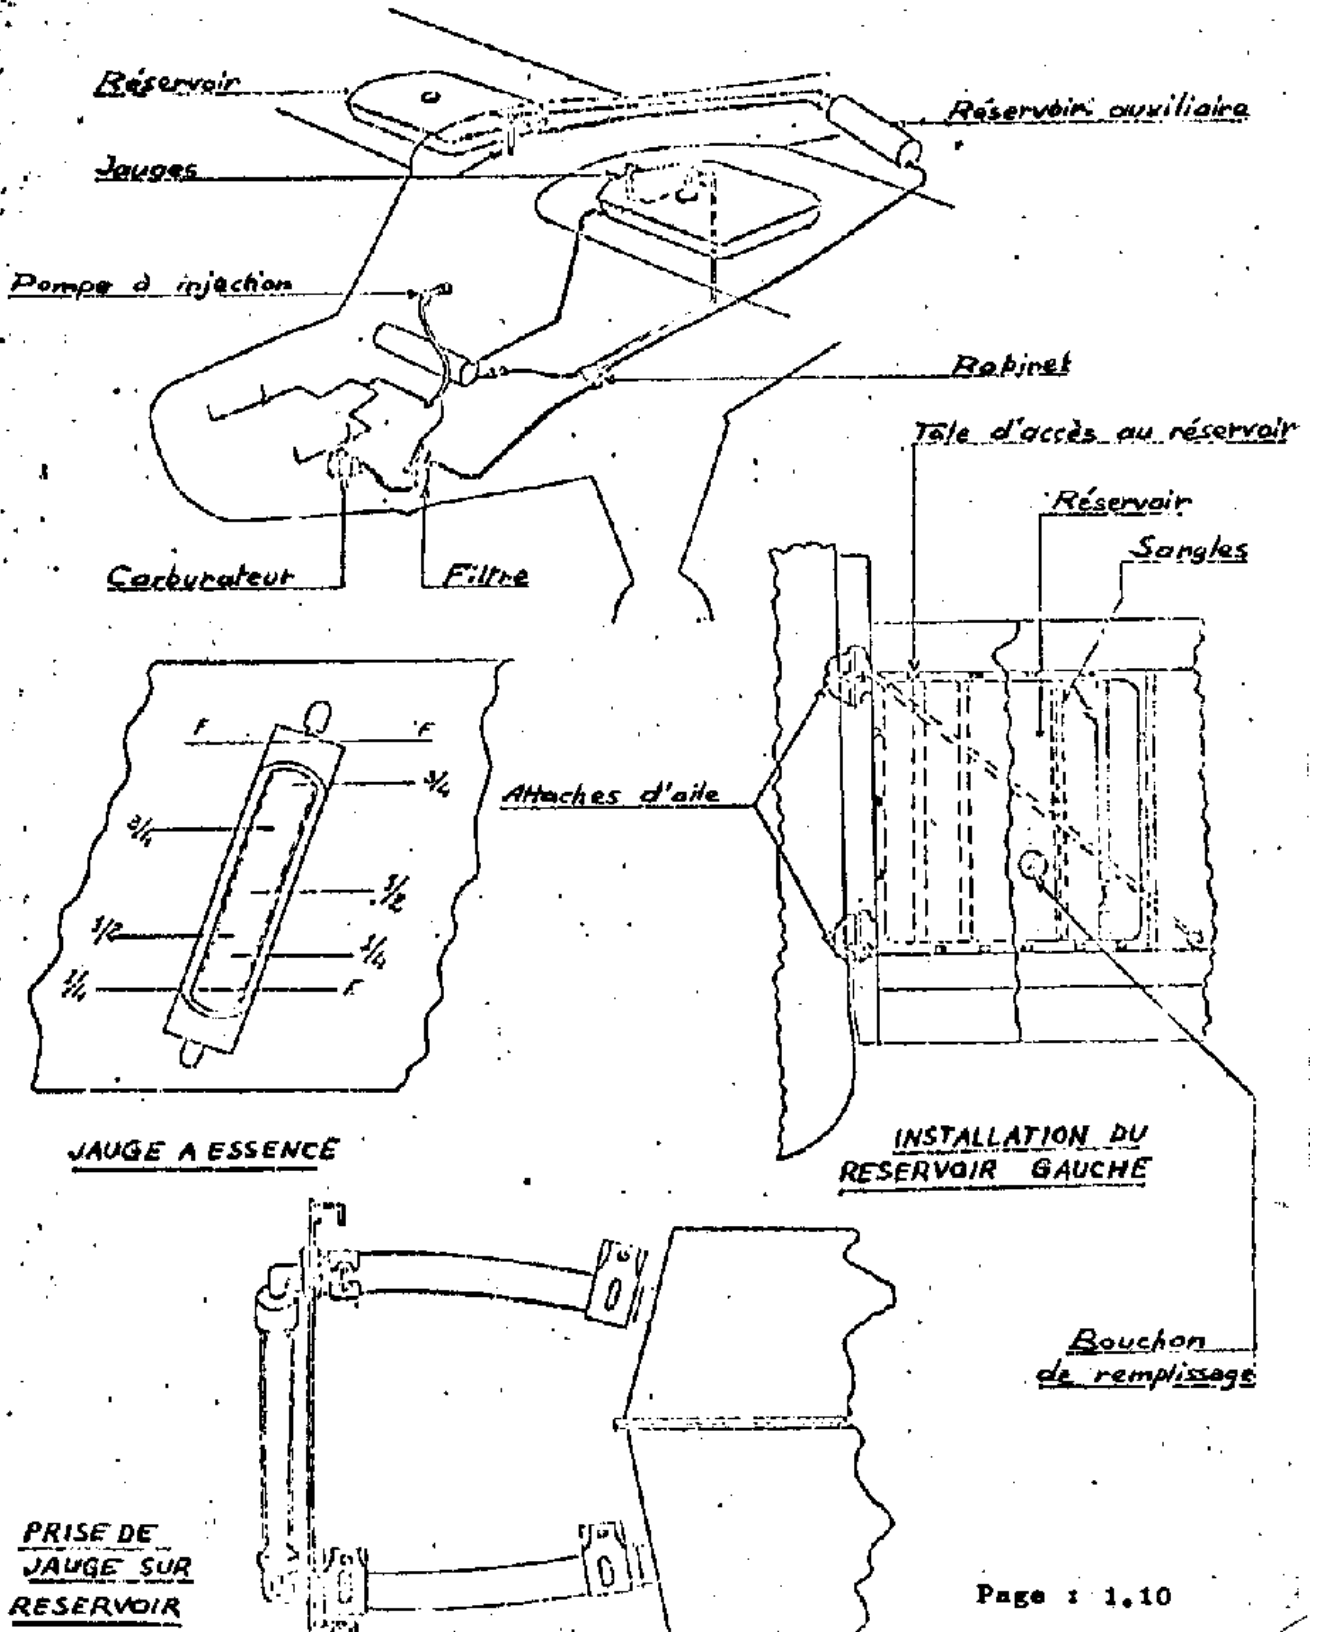 Réservoir
Réservoir auxiliaire
Jauges
Pompe à injection
Robinet
Tôle d'accès au réservoir
Réservoir
Sangles
Carburateur
Filtre
F F
3/4
3/4
Attaches d'aile
1/2
1/2
1/4
1/4
E
JAUGE A ESSENCE
INSTALLATION DU
RESERVOIR GAUCHE
Bouchon
de remplissage
PRISE DE
JAUGE SUR
RESERVOIR
Page : 1.10